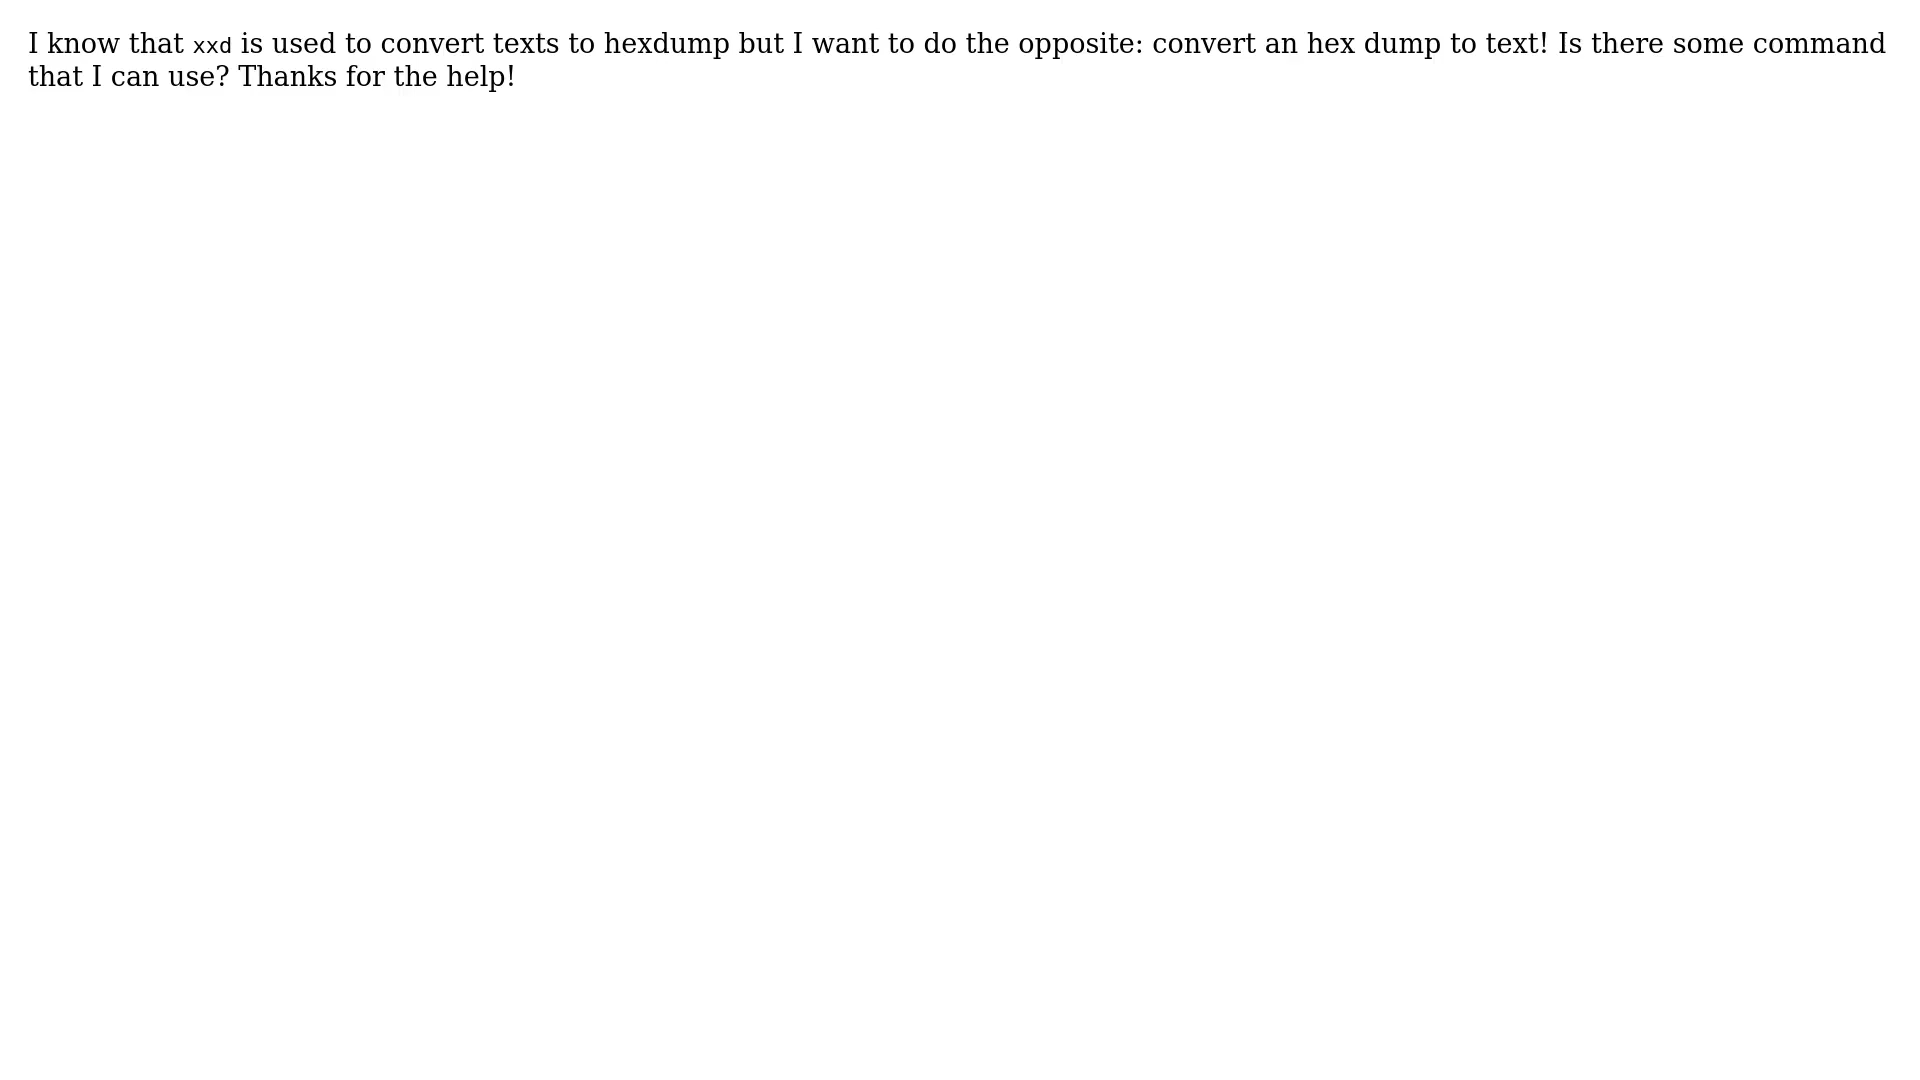 I know that xxd is used to convert texts to hexdump but I want to do the opposite: convert an hex dump to text! Is there some command
that I can use? Thanks for the help!